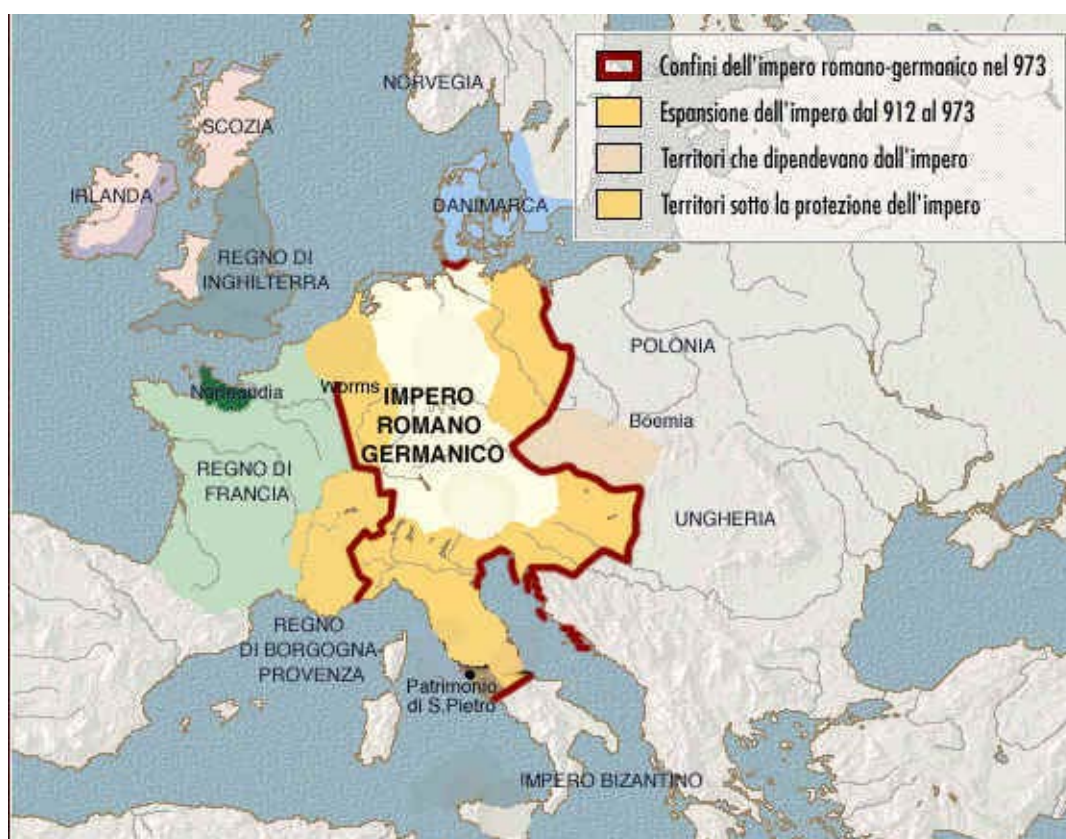 Confini dell'impero romano-germanico nel 973
Espansione dell'impero dal 912 al 973
Territori che dipendevano dall'impero
Territori sotto la protezione dell'impero
NORVEGIA
SCOZIA
IRLANDA
DANIMARCA
REGNO DI
INGHILTERRA
POLONIA
Normaudia
Worms
IMPERO
ROMANO
GERMANICO
Boemia
REGNO DI
FRANCIA
UNGHERIA
REGNO
DI BORGOGNA-
PROVENZA
Patrimonio
di S.Pietro
IMPERO BIZANTINO